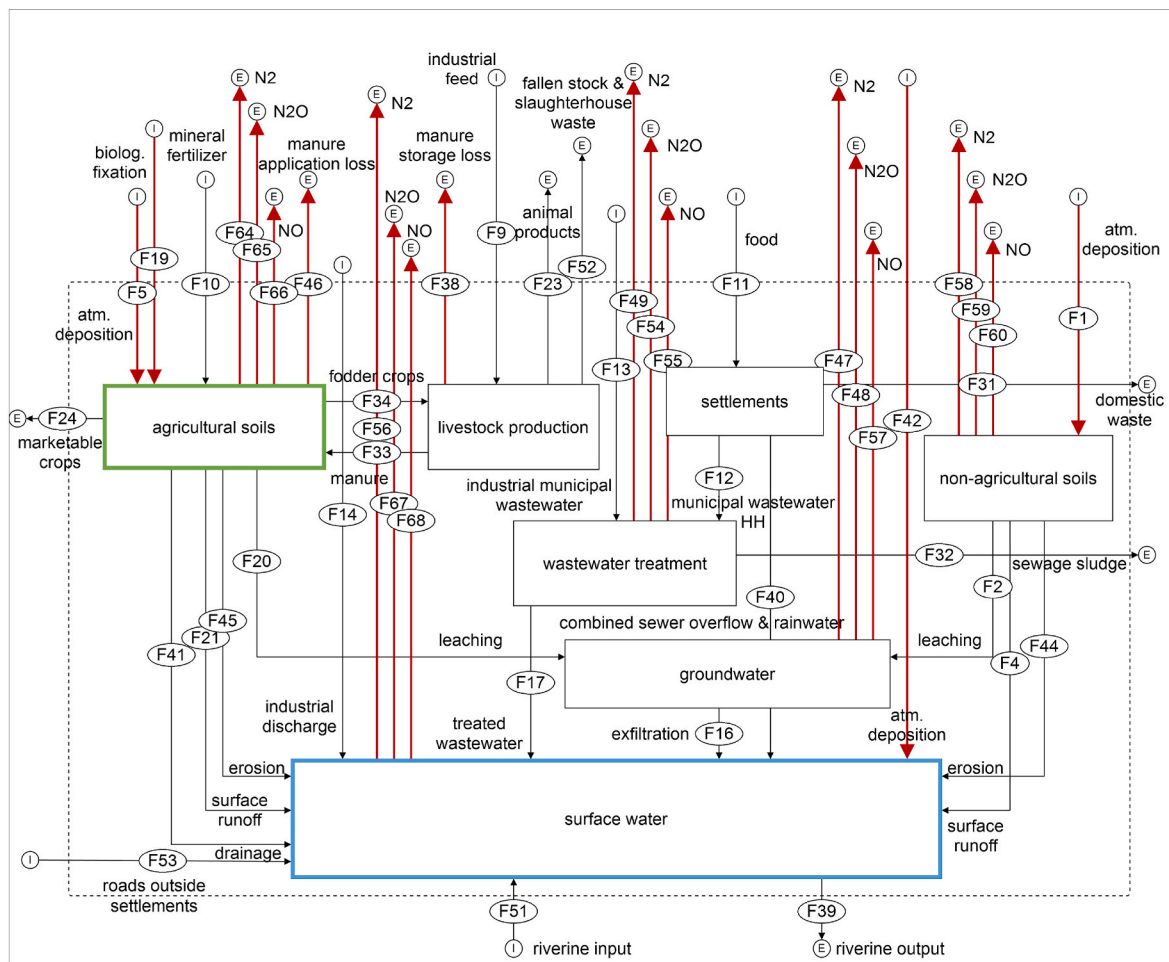 industrial
feed
E
N2
I
E
N2
E
N2
I
E
N2
fallen stock &
slaughterhouse
waste
E
N2O
I
mineral
fertilizer
biolog.
fixation
manure
application loss
manure
storage loss
E
E
N2O
E
N2O
E
N2
I
I
E
NO
E
E
N2O
E
NO
E
E
animal
products
I
E
NO
I
food
E
NO
E
N2O
E
NO
I
atm.
deposition
F64
F65
F19
F9
F5
F10
F66
F46
I
F38
F23
F52
F49
F54
F11
F58
F59
F60
F1
atm.
deposition
F13
F55
F47
F48
F57
F42
fodder crops
F34
F56
F33
manure
F31
E
domestic
waste
E
F24
marketable
crops
agricultural soils
livestock production
settlements
non-agricultural soils
industrial municipal
wastewater
F12
municipal wastewater
HH
F14
F67
F68
F20
wastewater treatment
F32
E
sewage sludge
F2
F40
F45
F21
F41
combined sewer overflow & rainwater
leaching
leaching
F44
F4
groundwater
F17
industrial
discharge
treated
wastewater
exfiltration
F16
atm.
deposition
erosion
erosion
surface
runoff
surface water
surface
runoff
drainage
I
F53
roads outside
settlements
F51
F39
I
riverine input
E
riverine output